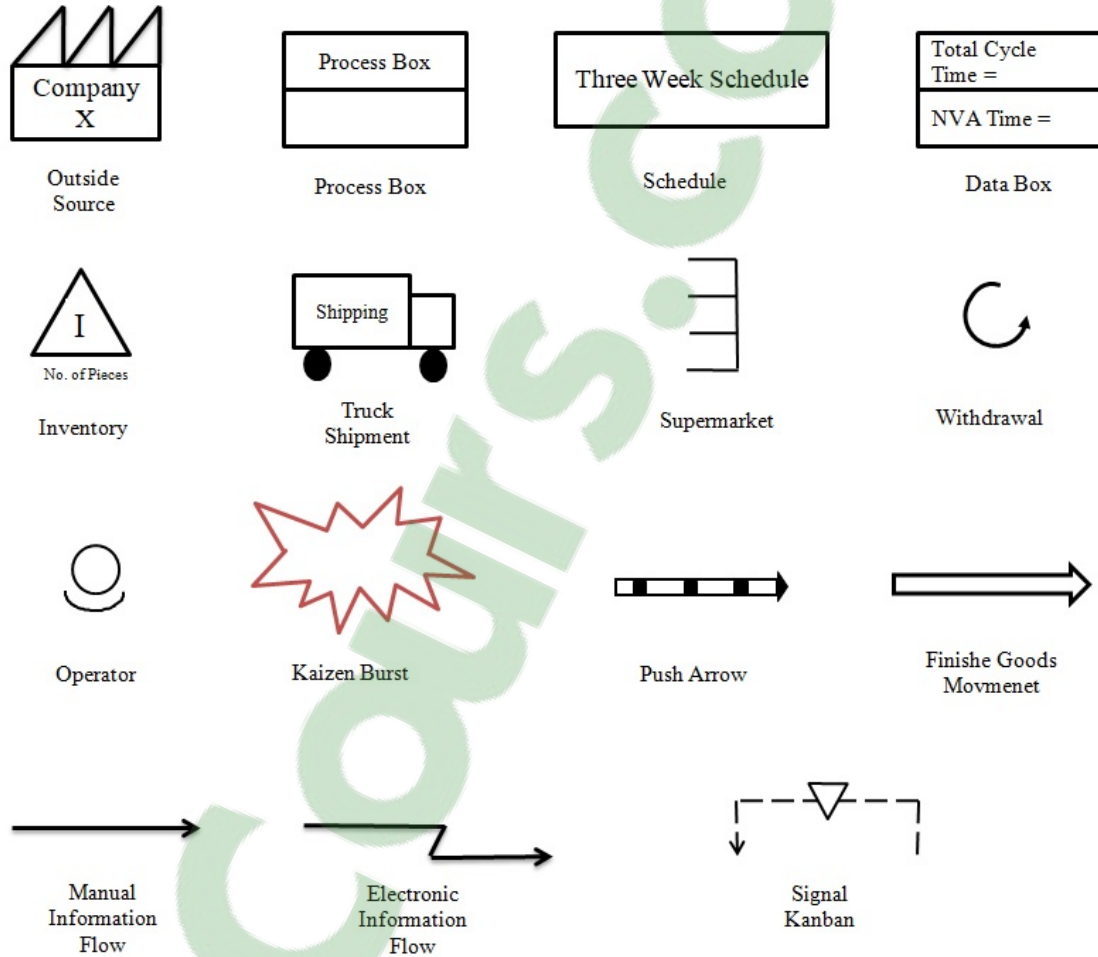 Company
X
Outside
Source
Process Box
Process Box
Three Week Schedule
Schedule
Total Cycle
Time =
NVA Time =
Data Box
I
No. of Pieces
Inventory
Shipping
Truck
Shipment
Supermarket
Withdrawal
Operator
Kaizen Burst
Push Arrow
Finishe Goods
Movmenet
Manual
Information
Flow
Electronic
Information
Flow
Signal
Kanban
Cours.co